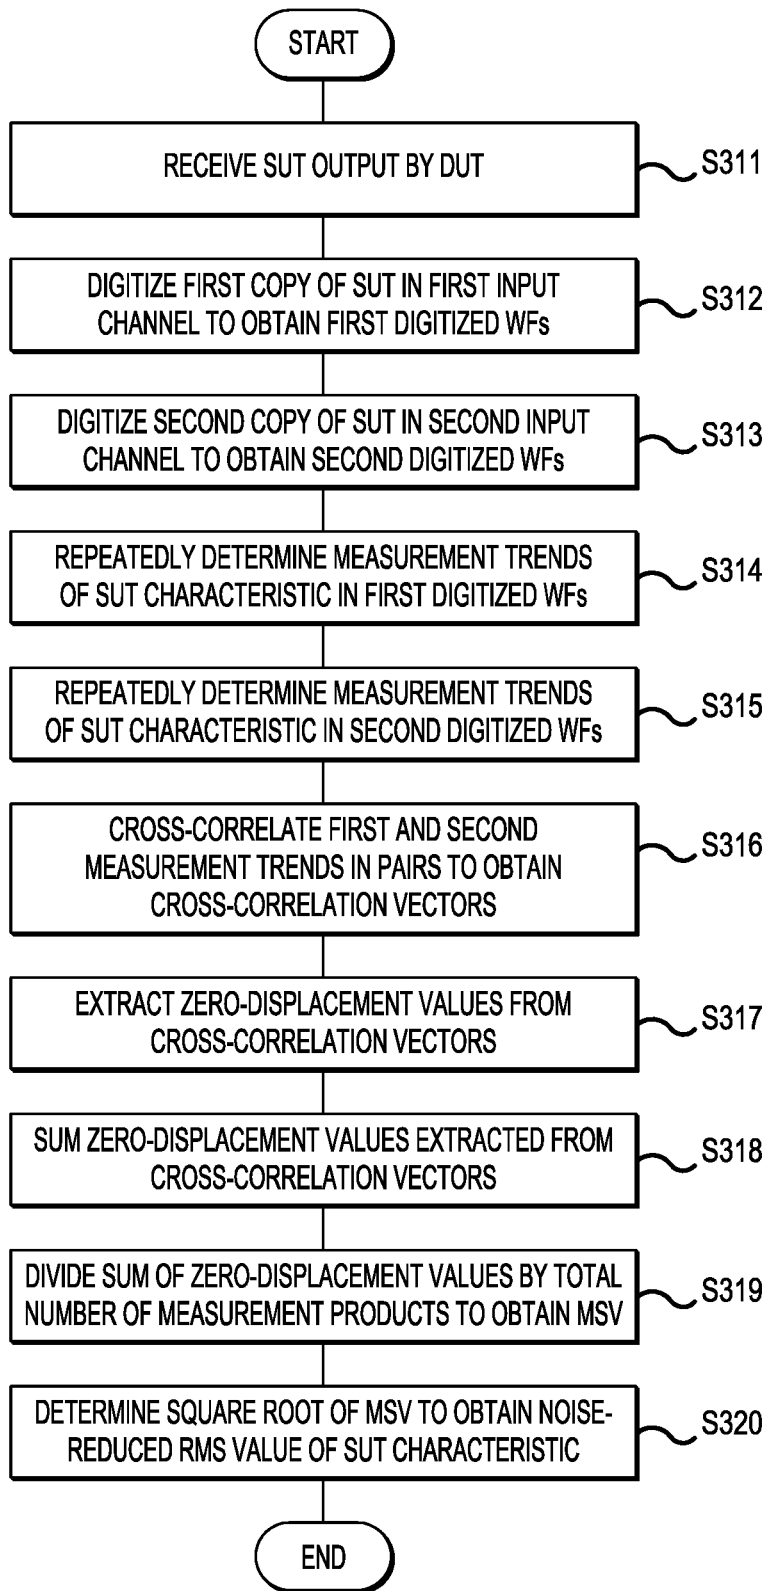 START
RECEIVE SUT OUTPUT BY DUT
S311
DIGITIZE FIRST COPY OF SUT IN FIRST INPUT
CHANNEL TO OBTAIN FIRST DIGITIZED WFs
S312
DIGITIZE SECOND COPY OF SUT IN SECOND INPUT
CHANNEL TO OBTAIN SECOND DIGITIZED WFs
S313
REPEATEDLY DETERMINE MEASUREMENT TRENDS
OF SUT CHARACTERISTIC IN FIRST DIGITIZED WFs
S314
REPEATEDLY DETERMINE MEASUREMENT TRENDS
OF SUT CHARACTERISTIC IN SECOND DIGITIZED WFs
S315
CROSS-CORRELATE FIRST AND SECOND
MEASUREMENT TRENDS IN PAIRS TO OBTAIN
CROSS-CORRELATION VECTORS
S316
EXTRACT ZERO-DISPLACEMENT VALUES FROM
CROSS-CORRELATION VECTORS
S317
SUM ZERO-DISPLACEMENT VALUES EXTRACTED FROM
CROSS-CORRELATION VECTORS
S318
DIVIDE SUM OF ZERO-DISPLACEMENT VALUES BY TOTAL
NUMBER OF MEASUREMENT PRODUCTS TO OBTAIN MSV
S319
DETERMINE SQUARE ROOT OF MSV TO OBTAIN NOISE-
REDUCED RMS VALUE OF SUT CHARACTERISTIC
S320
END